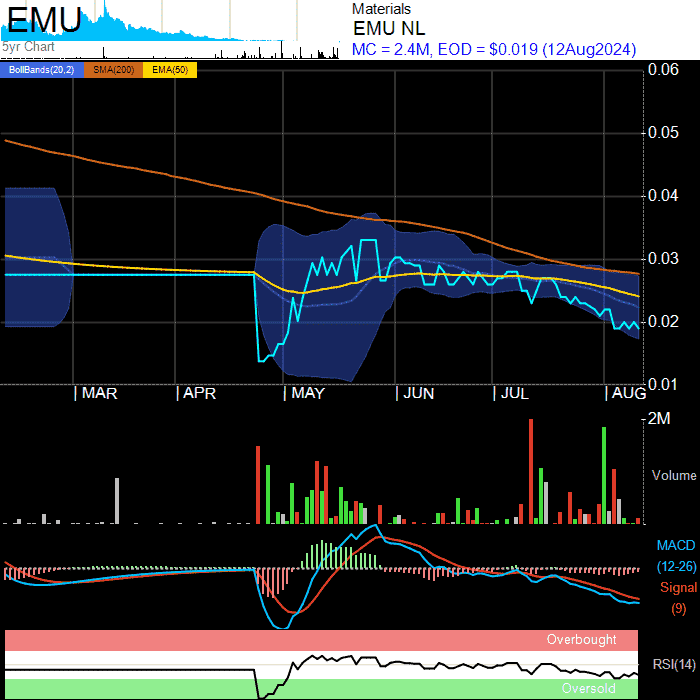 EMU
5yr Chart
Materials
EMU NL
MC = 2.4M, EOD = $0.019 (12Aug2024)
BollBands(20,2) SMA(200) EMA(50)
0.06
0.05
0.04
0.03
0.02
0.01
MAR APR MAY JUN JUL AUG
2M
Volume
MACD
(12-26)
Signal
(9)
Overbought
RSI(14)
Oversold